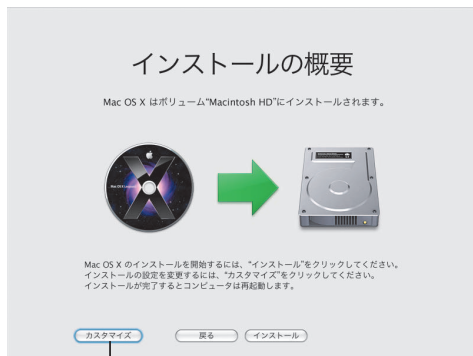 インストールの概要
Mac OS X はボリューム“Macintosh HD”にインストールされます。
Mac OS X Leopard
Mac OS X のインストールを開始するには、“インストール”をクリックしてください。
インストールの設定を変更するには、“カスタマイズ”をクリックしてください。
インストールが完了するとコンピュータは再起動します。
カスタマイズ 戻る インストール